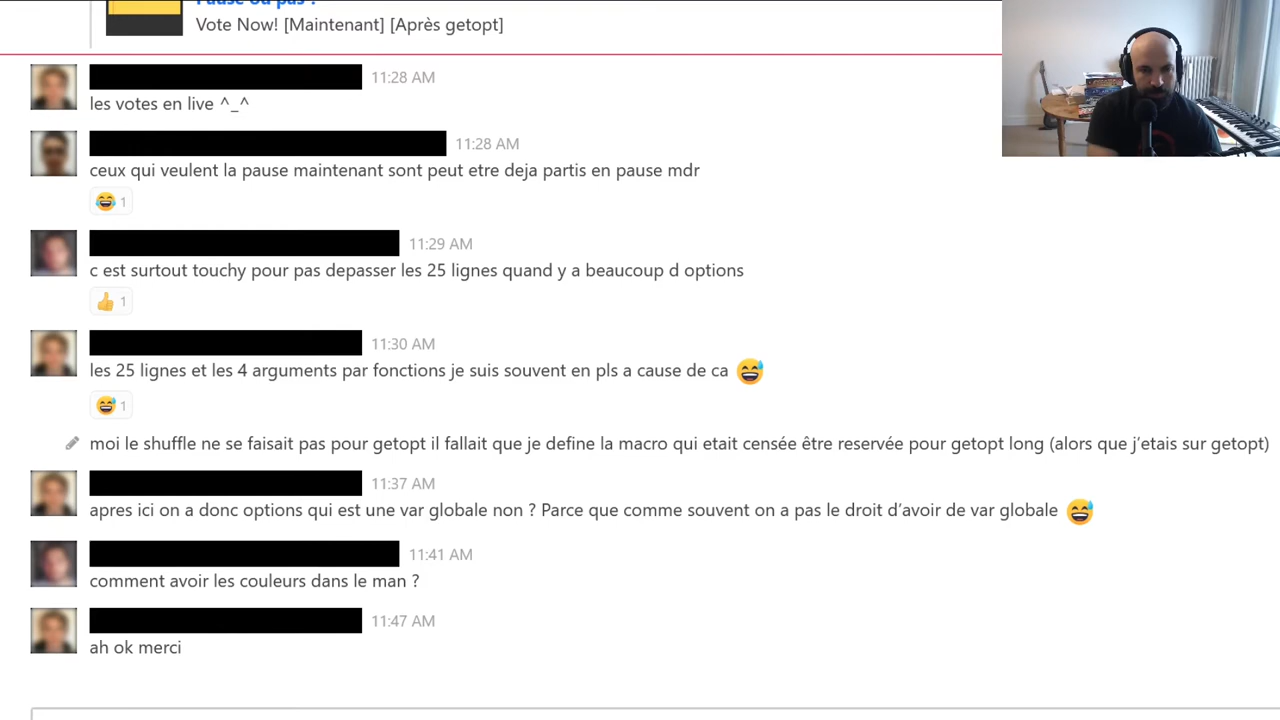 Pause ou pas ?
Vote Now! [Maintenant] [Après getopt]
11:28 AM
les votes en live ^_^
11:28 AM
ceux qui veulent la pause maintenant sont peut etre deja partis en pause mdr
😂 1
11:29 AM
c est surtout touchy pour pas depasser les 25 lignes quand y a beaucoup d options
👍 1
11:30 AM
les 25 lignes et les 4 arguments par fonctions je suis souvent en pls a cause de ca 😅
😅 1
moi le shuffle ne se faisait pas pour getopt il fallait que je define la macro qui etait censée être reservée pour getopt long (alors que j’etais sur getopt)
11:37 AM
apres ici on a donc options qui est une var globale non ? Parce que comme souvent on a pas le droit d’avoir de var globale 😅
11:41 AM
comment avoir les couleurs dans le man ?
11:47 AM
ah ok merci